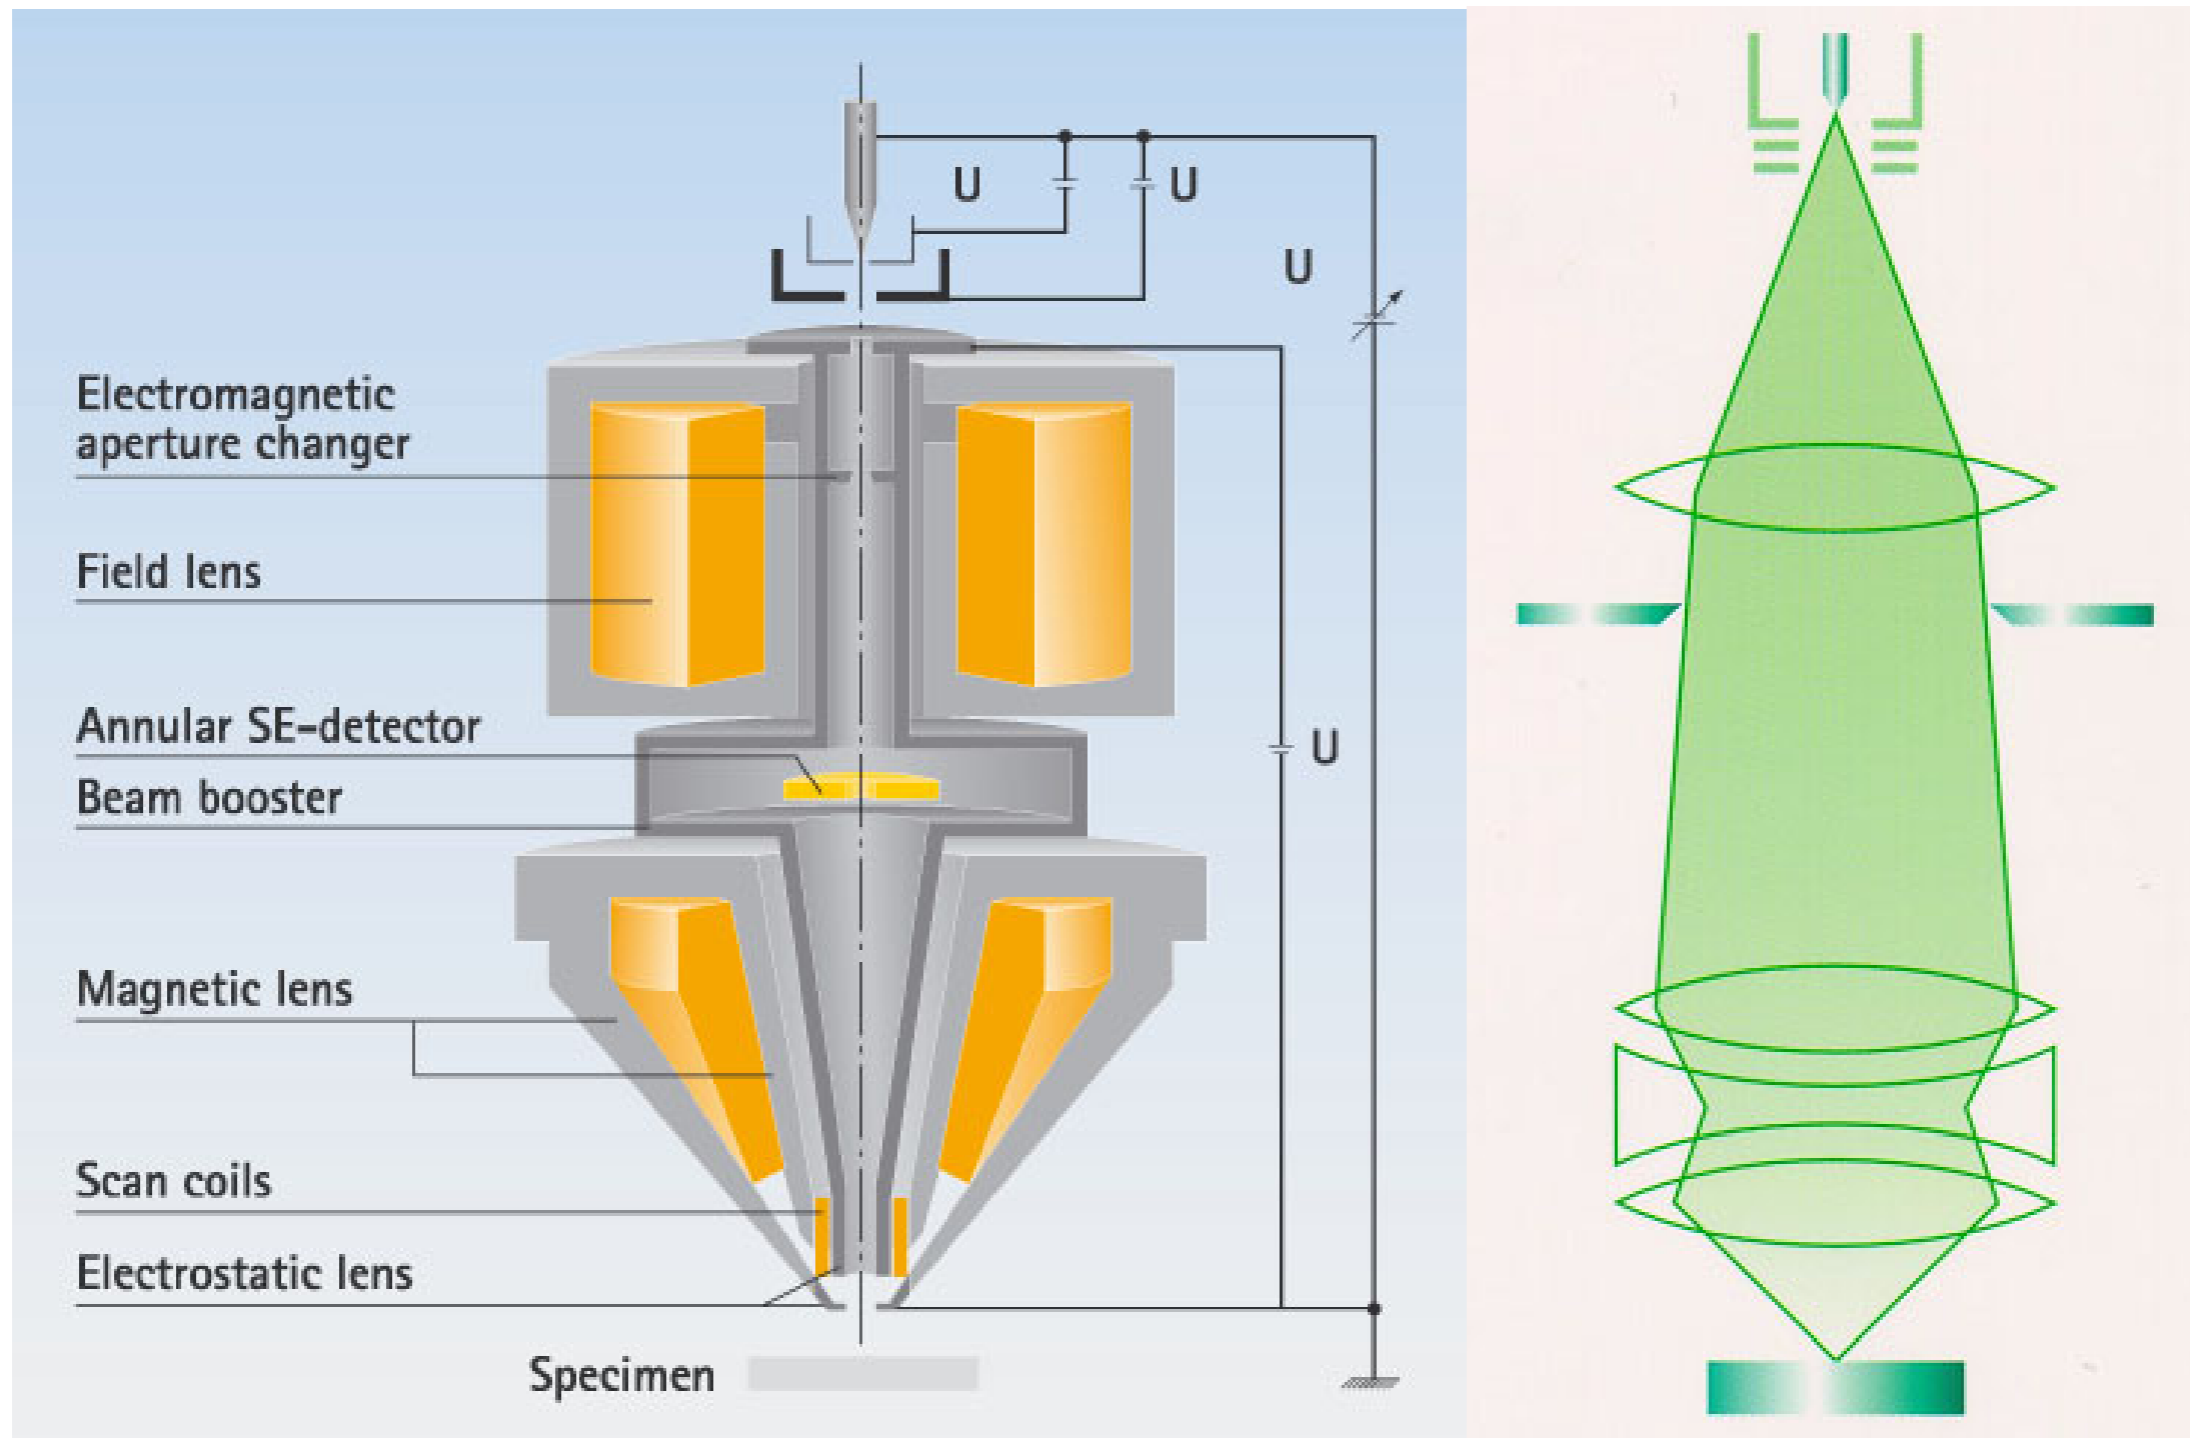 U
U
U
Electromagnetic
aperture changer
Field lens
Annular SE-detector
U
Beam booster
Magnetic lens
Scan coils
Electrostatic lens
Specimen